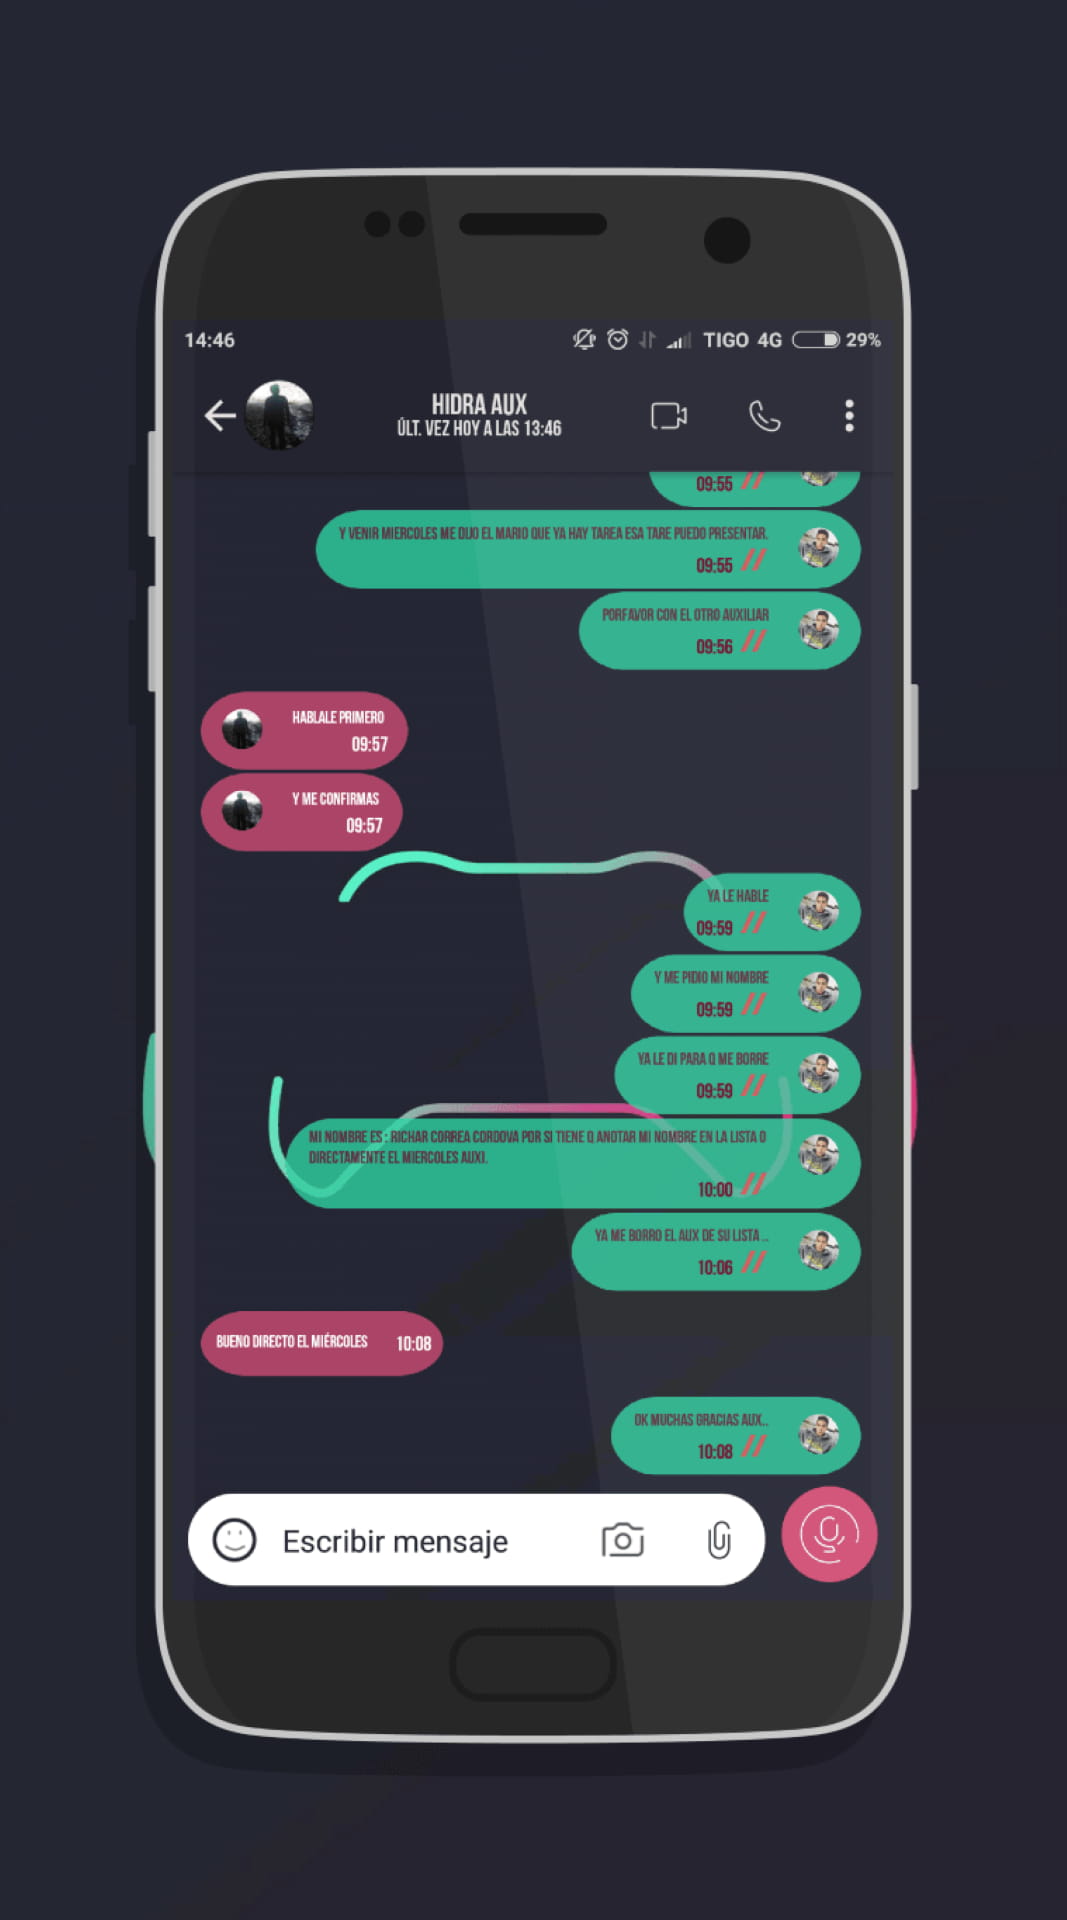 14:46 TIGO 4G 29%
HIDRA AUX
ÚLT. VEZ HOY A LAS 13:46
09:55
Y VENIR MIERCOLES ME DIJO EL MARIO QUE YA HAY TAREA ESA TARE PUEDO PRESENTAR.
09:55
PORFAVOR CON EL OTRO AUXILIAR
09:56
HABLALE PRIMERO
09:57
Y ME CONFIRMAS
09:57
YA LE HABLE
09:59
Y ME PIDIO MI NOMBRE
09:59
YA LE DI PARA Q ME BORRE
09:59
MI NOMBRE ES : RICHAR CORREA CORDOVA POR SI TIENE Q ANOTAR MI NOMBRE EN LA LISTA O
DIRECTAMENTE EL MIERCOLES AUXI.
10:00
YA ME BORRO EL AUX DE SU LISTA ..
10:06
BUENO DIRECTO EL MIÉRCOLES 10:08
OK MUCHAS GRACIAS AUX..
10:08
Escribir mensaje